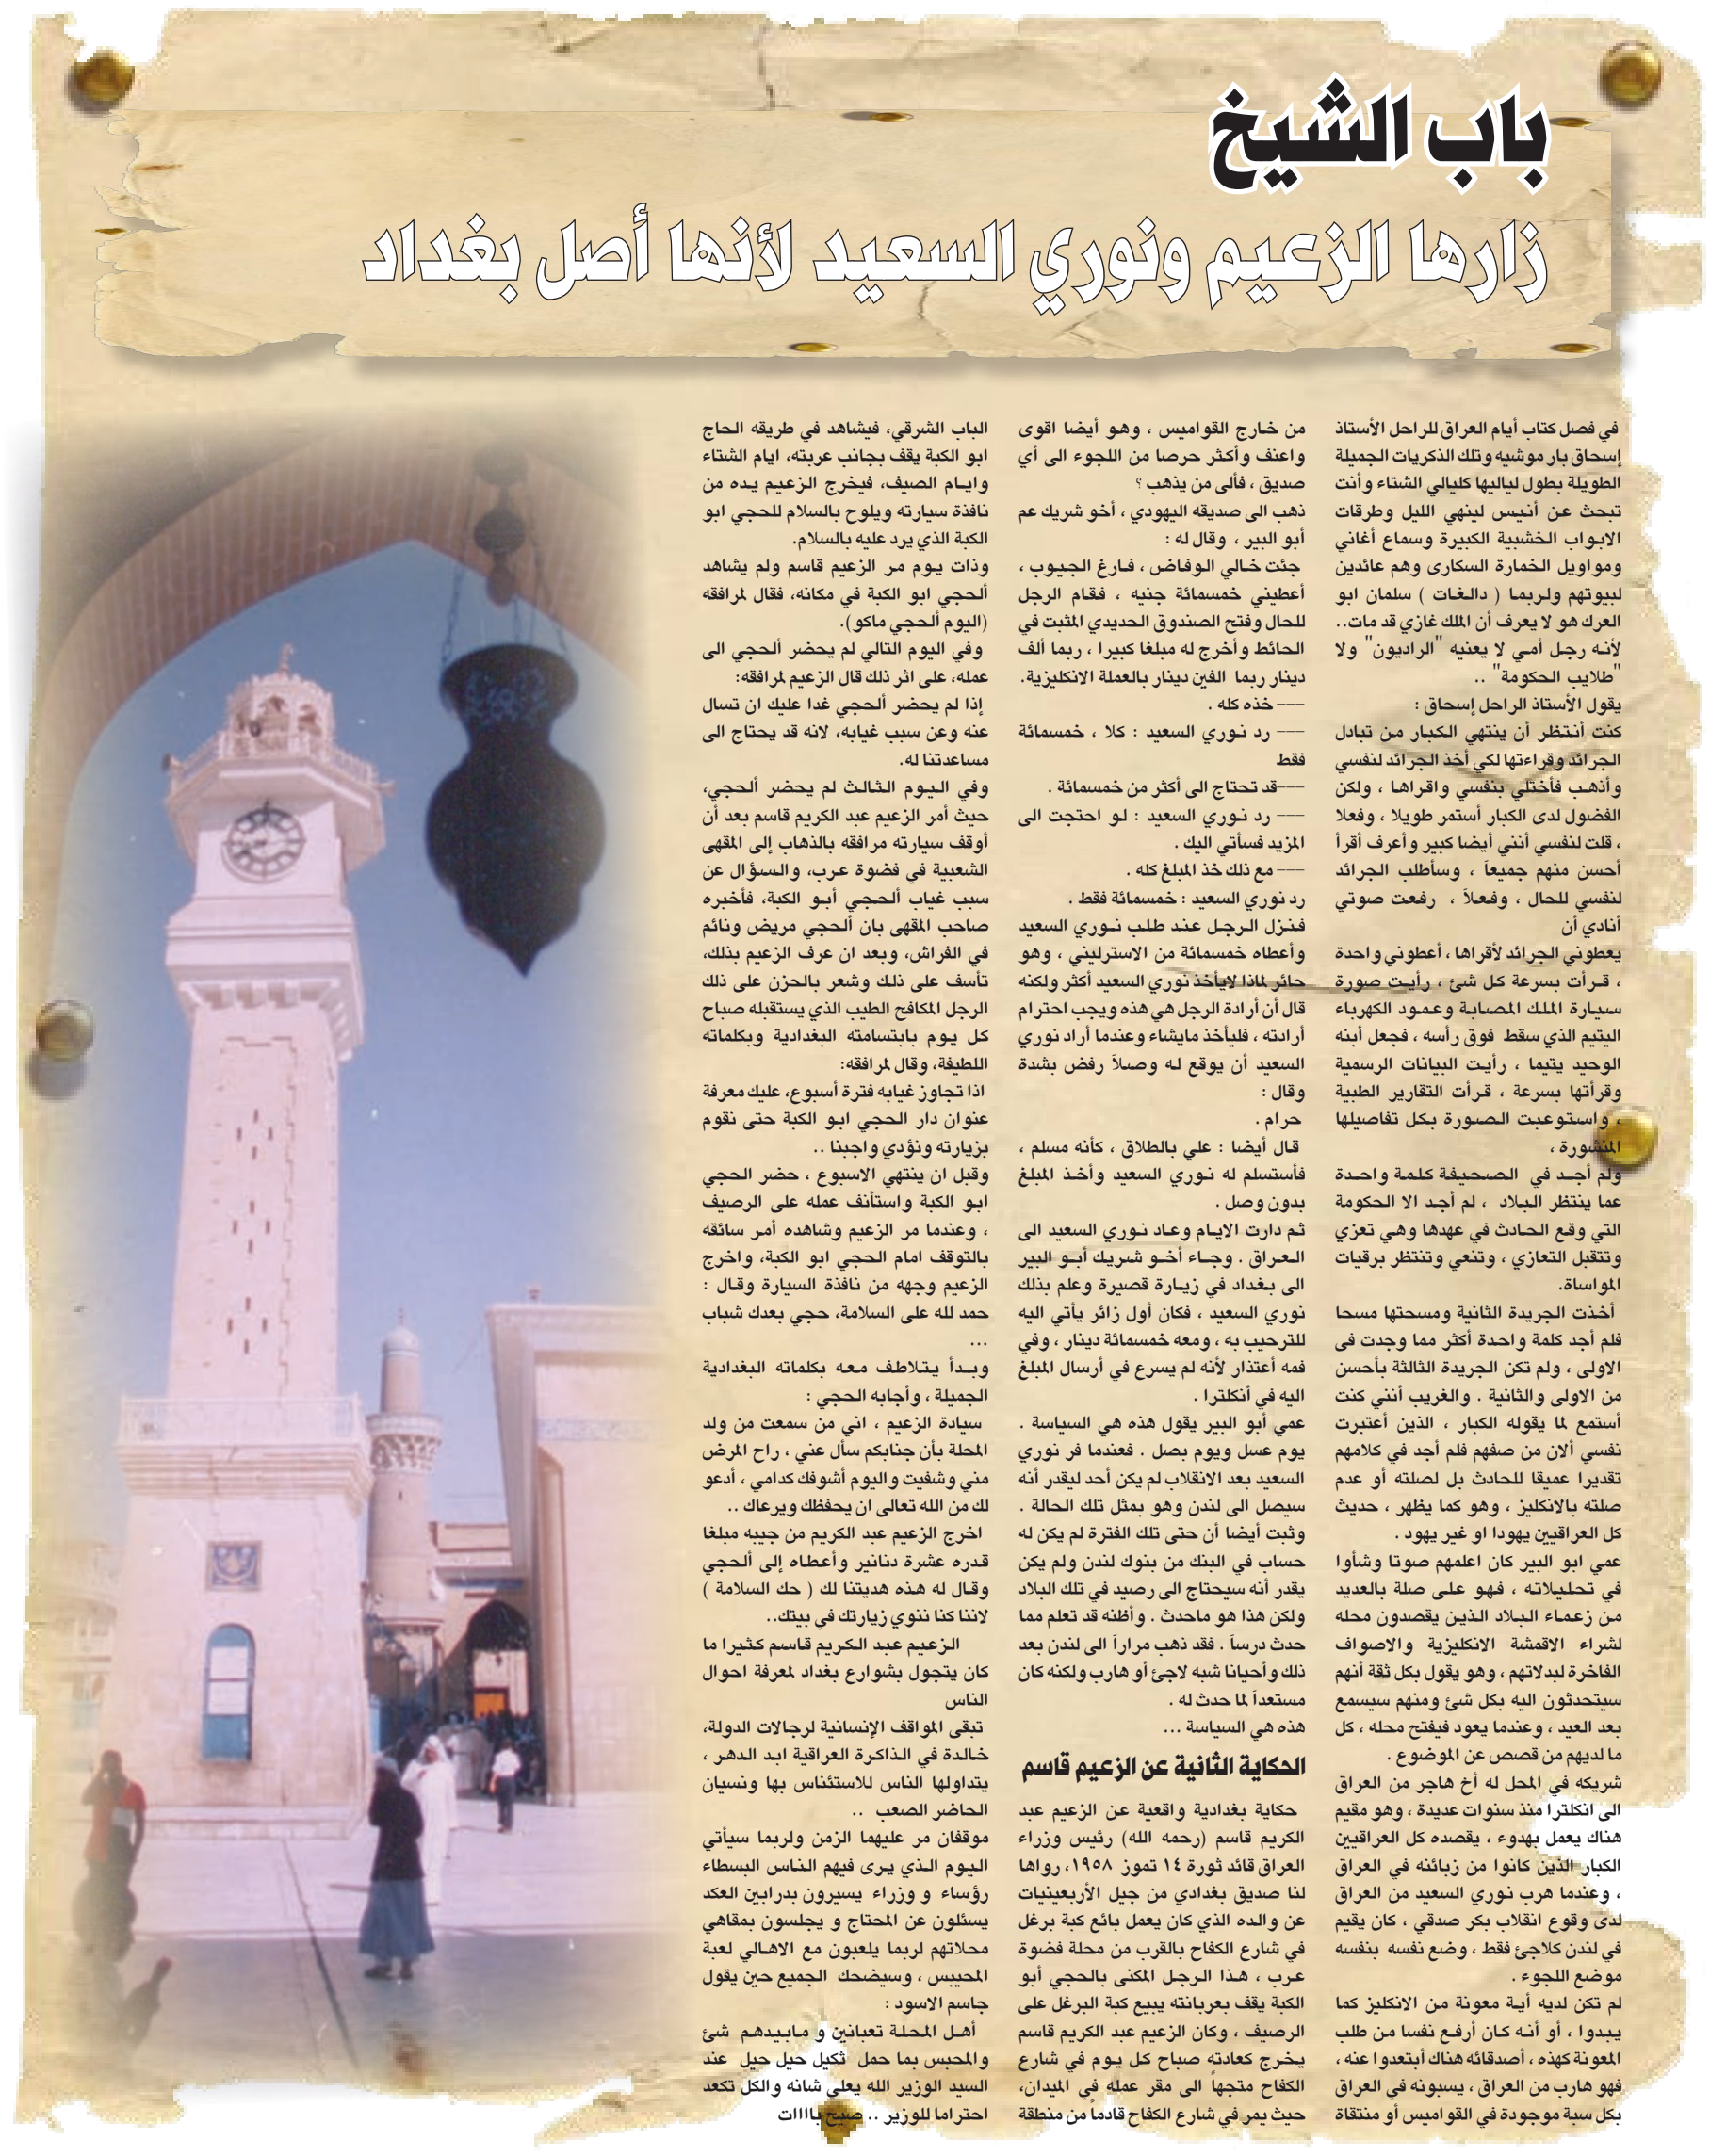 باب الشيخ
زارها الزعيم ونوري السعيد لأنها أصل بغداد
في فصل كتاب أيام العراق للراحل الأستاذ
إسحاق بار موشيه وتلك الذكريات الجميلة
الطويلة بطول لياليها كليالي الشتاء وأنت
تبحث عن أنيس لينهي الليل وطرقات
الابواب الخشبية الكبيرة وسماع أغاني
ومواويل الخمارة السكارى وهم عائدين
لبيوتهم ولربما ( دالغات ) سلمان ابو
العرك هو لا يعرف أن الملك غازي قد مات..
لأنه رجل أمي لا يعنيه "الراديون" ولا
"طلايب الحكومة" ..
يقول الأستاذ الراحل إسحاق :
كنت أنتظر أن ينتهي الكبار من تبادل
الجرائد وقراءتها لكي أخذ الجرائد لنفسي
وأذهب فأختلي بنفسي واقراها ، ولكن
الفضول لدى الكبار أستمر طويلا ، وفعلا
، قلت لنفسي أنني أيضا كبير وأعرف أقرأ
أحسن منهم جميعاً ، وسأطلب الجرائد
لنفسي للحال ، وفعلاً ، رفعت صوتي
أنادي أن
يعطوني الجرائد لأقراها ، أعطوني واحدة
، قرأت بسرعة كل شئ ، رأيت صورة
سيارة الملك المصابة وعمود الكهرباء
اليتيم الذي سقط فوق رأسه ، فجعل أبنه
الوحيد يتيما ، رأيت البيانات الرسمية
وقرأتها بسرعة ، قرأت التقارير الطبية
، واستوعبت الصورة بكل تفاصيلها
المنشورة ،
ولم أجد في الصحيفة كلمة واحدة
عما ينتظر البلاد ، لم أجد الا الحكومة
التي وقع الحادث في عهدها وهي تعزي
وتتقبل التعازي ، وتنعي وتنتظر برقيات
المواساة.
أخذت الجريدة الثانية ومسحتها مسحا
فلم أجد كلمة واحدة أكثر مما وجدت فى
الاولى ، ولم تكن الجريدة الثالثة بأحسن
من الاولى والثانية . والغريب أنني كنت
أستمع لما يقوله الكبار ، الذين أعتبرت
نفسي ألان من صفهم فلم أجد في كلامهم
تقديرا عميقا للحادث بل لصلته أو عدم
صلته بالانكليز ، وهو كما يظهر ، حديث
كل العراقيين يهودا او غير يهود .
عمي ابو البير كان اعلمهم صوتا وشأوا
في تحليلاته ، فهو على صلة بالعديد
من زعماء البلاد الذين يقصدون محله
لشراء الاقمشة الانكليزية والاصواف
الفاخرة لبدلاتهم ، وهو يقول بكل ثقة أنهم
سيتحدثون اليه بكل شئ ومنهم سيسمع
بعد العيد ، وعندما يعود فيفتح محله ، كل
ما لديهم من قصص عن الموضوع .
شريكه في المحل له أخ هاجر من العراق
الى انكلترا منذ سنوات عديدة ، وهو مقيم
هناك يعمل بهدوء ، يقصده كل العراقيين
الكبار الذين كانوا من زبائنه في العراق
، وعندما هرب نوري السعيد من العراق
لدى وقوع انقلاب بكر صدقي ، كان يقيم
في لندن كلاجئ فقط ، وضع نفسه بنفسه
موضع اللجوء .
لم تكن لديه أية معونة من الانكليز كما
يبدوا ، أو أنه كان أرفع نفسا من طلب
المعونة كهذه ، أصدقائه هناك أبتعدوا عنه ،
فهو هارب من العراق ، يسبونه في العراق
بكل سبة موجودة في القواميس أو منتقاة
من خارج القواميس ، وهو أيضا اقوى
واعنف وأكثر حرصا من اللجوء الى أي
صديق ، فألى من يذهب ؟
ذهب الى صديقه اليهودي ، أخو شريك عم
أبو البير ، وقال له :
جئت خالي الوفاض ، فارغ الجيوب ،
أعطيني خمسمائة جنيه ، فقام الرجل
للحال وفتح الصندوق الحديدي المثبت في
الحائط وأخرج له مبلغا كبيرا ، ربما ألف
دينار ربما الفين دينار بالعملة الانكليزية.
--- خذه كله .
--- رد نوري السعيد : كلا ، خمسمائة
فقط
---قد تحتاج الى أكثر من خمسمائة .
--- رد نوري السعيد : لو احتجت الى
المزيد فسأتي اليك .
--- مع ذلك خذ المبلغ كله .
رد نوري السعيد : خمسمائة فقط .
فنزل الرجل عند طلب نوري السعيد
وأعطاه خمسمائة من الاسترليني ، وهو
حائر لماذا لايأخذ نوري السعيد أكثر ولكنه
قال أن أرادة الرجل هي هذه ويجب احترام
أرادته ، فليأخذ مايشاء وعندما أراد نوري
السعيد أن يوقع له وصلاً رفض بشدة
وقال :
حرام .
قال أيضا : علي بالطلاق ، كأنه مسلم ،
فأستسلم له نوري السعيد وأخذ المبلغ
بدون وصل .
ثم دارت الايام وعاد نوري السعيد الى
العراق . وجاء أخو شريك أبو البير
الى بغداد في زيارة قصيرة وعلم بذلك
نوري السعيد ، فكان أول زائر يأتي اليه
للترحيب به ، ومعه خمسمائة دينار ، وفي
فمه أعتذار لأنه لم يسرع في أرسال المبلغ
اليه في أنكلترا .
عمي أبو البير يقول هذه هي السياسة .
يوم عسل ويوم بصل . فعندما فر نوري
السعيد بعد الانقلاب لم يكن أحد ليقدر أنه
سيصل الى لندن وهو بمثل تلك الحالة .
وثبت أيضا أن حتى تلك الفترة لم يكن له
حساب في البنك من بنوك لندن ولم يكن
يقدر أنه سيحتاج الى رصيد في تلك البلاد
ولكن هذا هو ماحدث . وأظنه قد تعلم مما
حدث درساً . فقد ذهب مراراً الى لندن بعد
ذلك وأحيانا شبه لاجئ أو هارب ولكنه كان
مستعداً لما حدث له .
هذه هي السياسة ...
الحكاية الثانية عن الزعيم قاسم
حكاية بغدادية واقعية عن الزعيم عبد
الكريم قاسم (رحمه الله) رئيس وزراء
العراق قائد ثورة ١٤ تموز ١٩٥٨، رواها
لنا صديق بغدادي من جيل الأربعينيات
عن والده الذي كان يعمل بائع كبة برغل
في شارع الكفاح بالقرب من محلة فضوة
عرب ، هذا الرجل المكنى بالحجي أبو
الكبة يقف بعربانته يبيع كبة البرغل على
الرصيف ، وكان الزعيم عبد الكريم قاسم
يخرج كعادته صباح كل يوم في شارع
الكفاح متجهاً الى مقر عمله في الميدان،
حيث يمر في شارع الكفاح قادماً من منطقة
الباب الشرقي، فيشاهد في طريقه الحاج
ابو الكبة يقف بجانب عربته، ايام الشتاء
وايام الصيف، فيخرج الزعيم يده من
نافذة سيارته ويلوح بالسلام للحجي ابو
الكبة الذي يرد عليه بالسلام.
وذات يوم مر الزعيم قاسم ولم يشاهد
ألحجي ابو الكبة في مكانه، فقال لمرافقه
(اليوم ألحجي ماكو).
وفي اليوم التالي لم يحضر ألحجي الى
عمله، على اثر ذلك قال الزعيم لمرافقه:
إذا لم يحضر ألحجي غدا عليك ان تسال
عنه وعن سبب غيابه، لانه قد يحتاج الى
مساعدتنا له.
وفي اليوم الثالث لم يحضر ألحجي،
حيث أمر الزعيم عبد الكريم قاسم بعد أن
أوقف سيارته مرافقه بالذهاب إلى المقهى
الشعبية في فضوة عرب، والسؤال عن
سبب غياب ألحجي أبو الكبة، فأخبره
صاحب المقهى بان ألحجي مريض ونائم
في الفراش، وبعد ان عرف الزعيم بذلك،
تأسف على ذلك وشعر بالحزن على ذلك
الرجل المكافح الطيب الذي يستقبله صباح
كل يوم بابتسامته البغدادية وبكلماته
اللطيفة، وقال لمرافقه:
اذا تجاوز غيابه فترة أسبوع، عليك معرفة
عنوان دار الحجي ابو الكبة حتى نقوم
بزيارته ونؤدي واجبنا ..
وقبل ان ينتهي الاسبوع ، حضر الحجي
ابو الكبة واستأنف عمله على الرصيف
، وعندما مر الزعيم وشاهده أمر سائقه
بالتوقف امام الحجي ابو الكبة، واخرج
الزعيم وجهه من نافذة السيارة وقال :
حمد لله على السلامة، حجي بعدك شباب
...
وبدأ يتلاطف معه بكلماته البغدادية
الجميلة ، وأجابه الحجي :
سيادة الزعيم ، اني من سمعت من ولد
المحلة بأن جنابكم سأل عني ، راح المرض
مني وشفيت واليوم أشوفك كدامي ، أدعو
لك من الله تعالى ان يحفظك ويرعاك ..
اخرج الزعيم عبد الكريم من جيبه مبلغا
قدره عشرة دنانير وأعطاه إلى ألحجي
وقال له هذه هديتنا لك ( حك السلامة )
لاننا كنا ننوي زيارتك في بيتك..
الزعيم عبد الكريم قاسم كثيرا ما
كان يتجول بشوارع بغداد لمعرفة احوال
الناس
تبقى المواقف الإنسانية لرجالات الدولة،
خالدة في الذاكرة العراقية ابد الدهر ،
يتداولها الناس للاستئناس بها ونسيان
الحاضر الصعب ..
موقفان مر عليهما الزمن ولربما سيأتي
اليوم الذي يرى فيهم الناس البسطاء
رؤساء و وزراء يسيرون بدرابين العكد
يسئلون عن المحتاج و يجلسون بمقاهي
محلاتهم لربما يلعبون مع الاهالي لعبة
المحيبس ، وسيضحك الجميع حين يقول
جاسم الاسود :
أهل المحلة تعبانين و مابيدهم شئ
والمحبس بما حمل ثكيل حيل حيل عند
السيد الوزير الله يعلي شانه والكل تكعد
احتراما للوزير .. صيح باااات